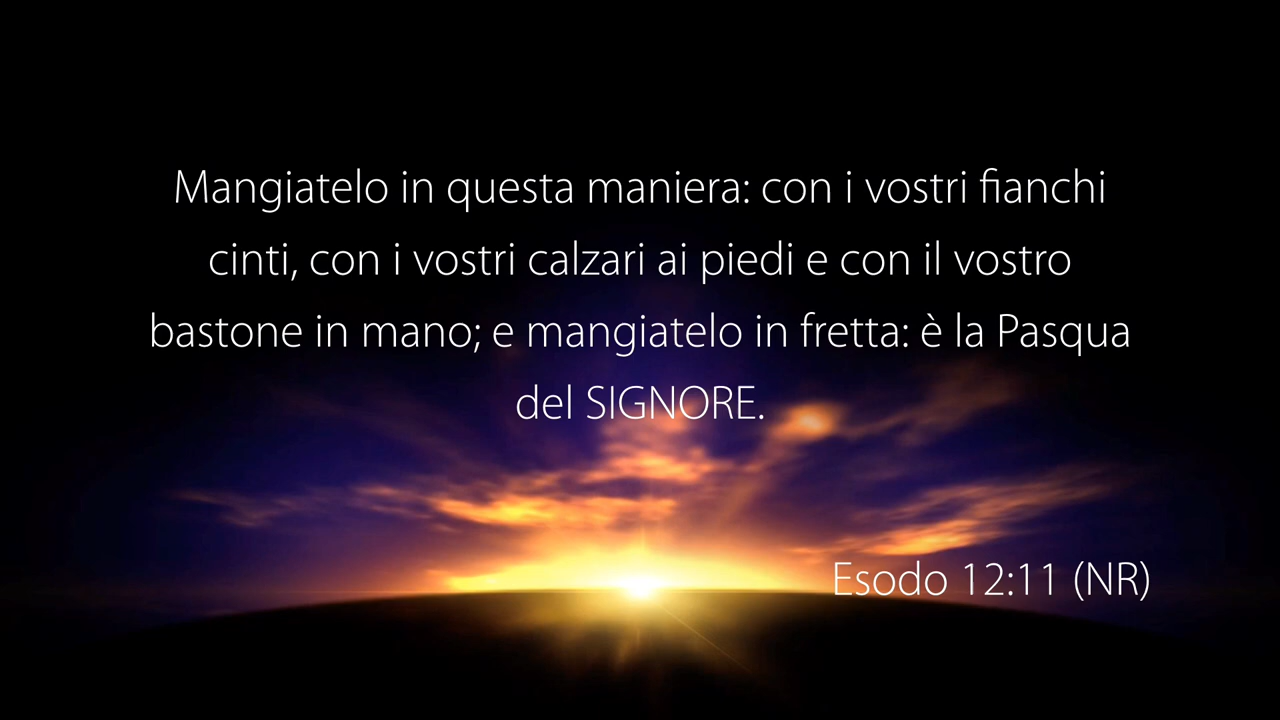 Mangiatelo in questa maniera: con i vostri fianchi
cinti, con i vostri calzari ai piedi e con il vostro
bastone in mano; e mangiatelo in fretta: è la Pasqua
del SIGNORE.
Esodo 12:11 (NR)